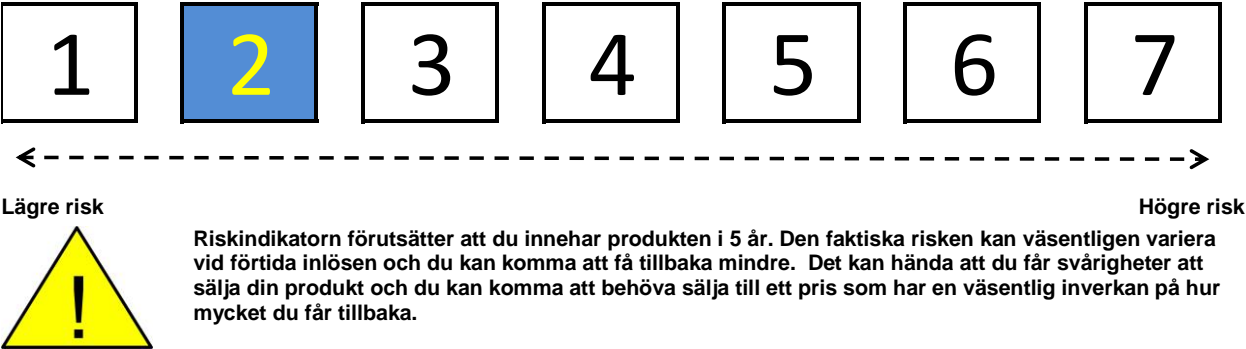 1 2 3 4 5 6 7
Lägre risk Högre risk
!
Riskindikatorn förutsätter att du innehar produkten i 5 år. Den faktiska risken kan väsentligen variera
vid förtida inlösen och du kan komma att få tillbaka mindre. Det kan hända att du får svårigheter att
sälja din produkt och du kan komma att behöva sälja till ett pris som har en väsentlig inverkan på hur
mycket du får tillbaka.